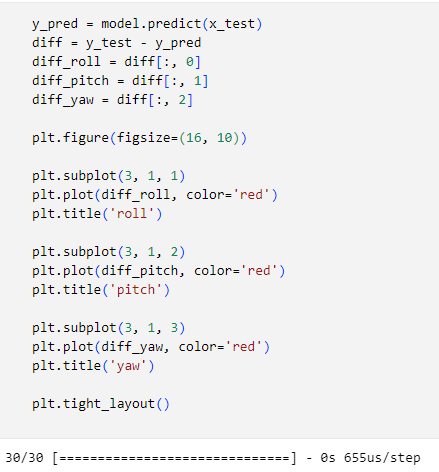 y_pred = model.predict(x_test)
diff = y_test - y_pred
diff_roll = diff[:, 0]
diff_pitch = diff[:, 1]
diff_yaw = diff[:, 2]
plt.figure(figsize=(16, 10))
plt.subplot(3, 1, 1)
plt.plot(diff_roll, color='red')
plt.title('roll')
plt.subplot(3, 1, 2)
plt.plot(diff_pitch, color='red')
plt.title('pitch')
plt.subplot(3, 1, 3)
plt.plot(diff_yaw, color='red')
plt.title('yaw')
plt.tight_layout()
30/30 [==============================] - 0s 655us/step